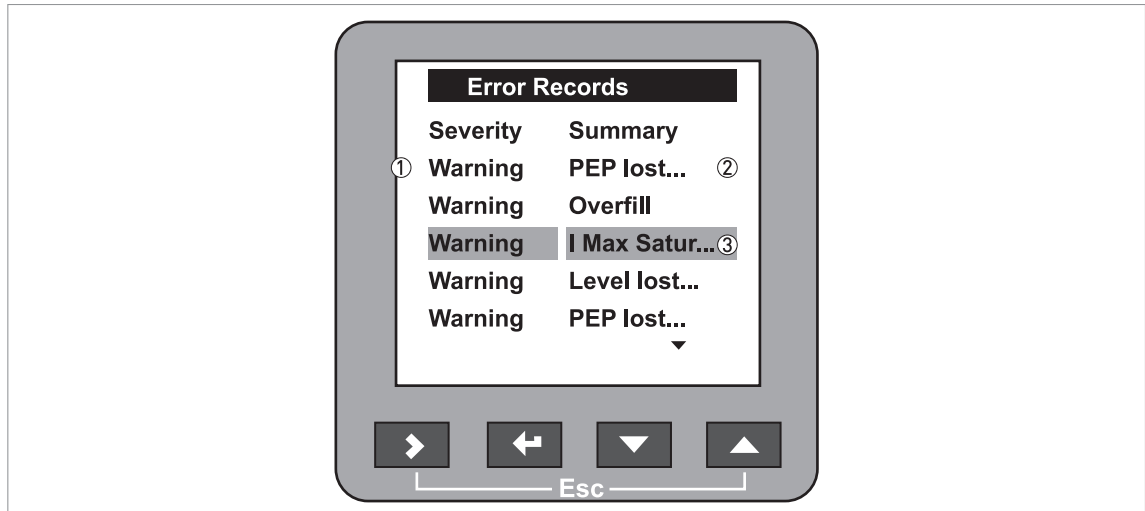 Error Records
Severity Summary
① Warning PEP lost... ②
Warning Overfill
Warning I Max Satur... ③
Warning Level lost...
Warning PEP lost...
Esc